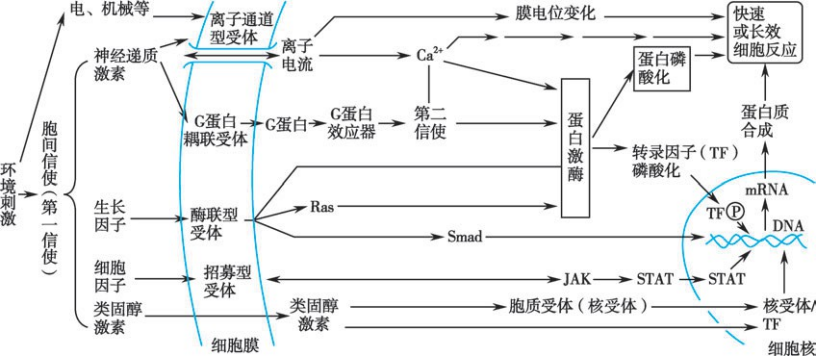 电、机械等
离子通道
型受体
膜电位变化
快速
或长效
细胞反应
神经递质
激素
离子
电流
Ca²⁺
蛋白磷
酸化
G蛋白
耦联受体
G蛋白
G蛋白
效应器
第二
信使
蛋白激酶
蛋白质
合成
转录因子(TF)
磷酸化
环境刺激
胞间信使(第一信使)
mRNA
TF
P
DNA
生长
因子
酶联型
受体
Ras
Smad
细胞
因子
招募型
受体
JAK
STAT
STAT
类固醇
激素
类固醇
激素
胞质受体(核受体)
核受体/
TF
细胞膜
细胞核